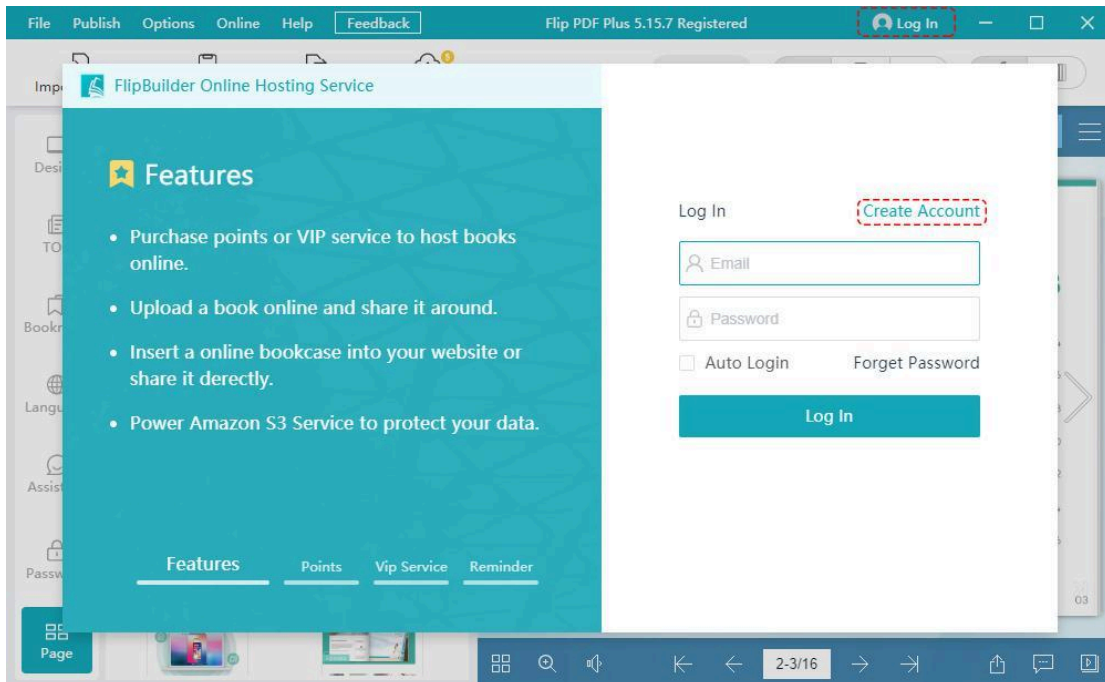 File Publish Options Online Help Feedback Flip PDF Plus 5.15.7 Registered Log In
FlipBuilder Online Hosting Service
Features
• Purchase points or VIP service to host books
online.
• Upload a book online and share it around.
• Insert a online bookcase into your website or
share it derectly.
• Power Amazon S3 Service to protect your data.
Features Points Vip Service Reminder
Log In Create Account
Email
Password
Auto Login Forget Password
Log In
03
Page
2-3/16